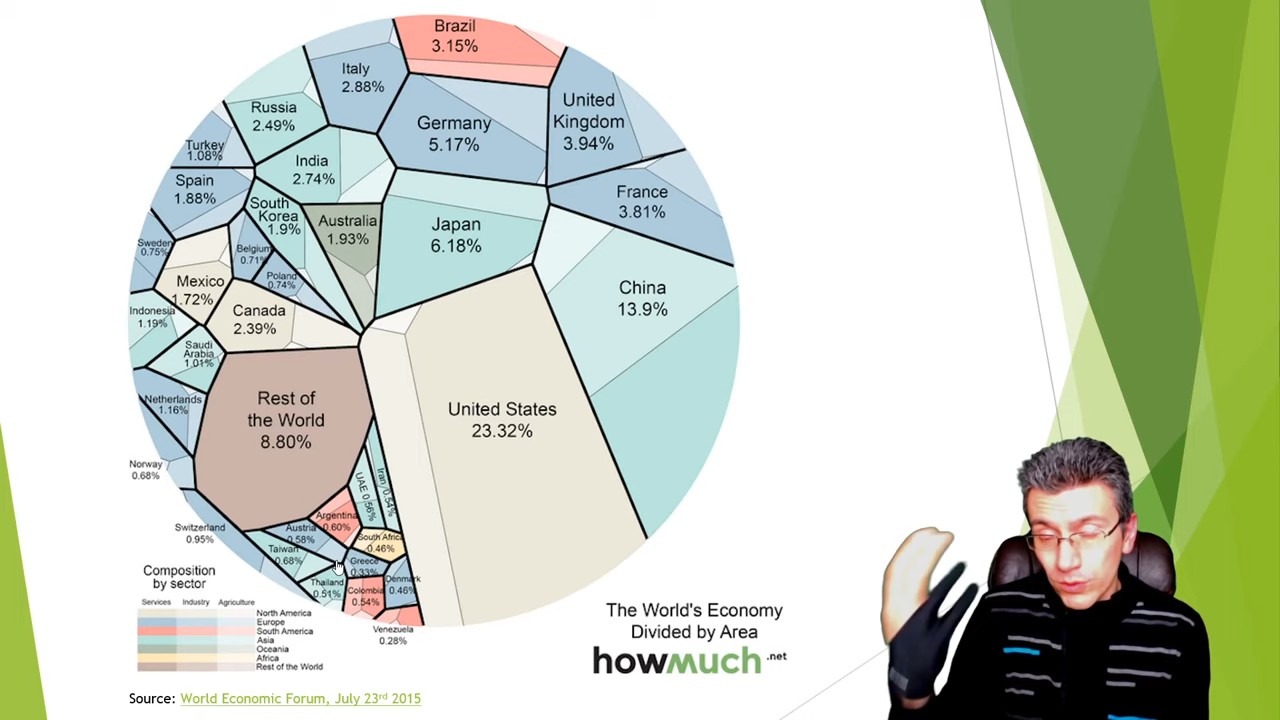 Brazil
3.15%
Italy
2.88%
Russia
2.49%
Germany
5.17%
United
Kingdom
3.94%
Turkey
1.08%
India
2.74%
Spain
1.88%
France
3.81%
South
Korea
1.9%
Australia
1.93%
Japan
6.18%
Sweden
0.75%
Belgium
0.71%
Poland
0.74%
Mexico
1.72%
China
13.9%
Indonesia
1.19%
Canada
2.39%
Saudi
Arabia
1.01%
Netherlands
1.16%
Rest of
the World
8.80%
United States
23.32%
Norway
0.68%
UAE 0.56%
Iran 0.54%
Switzerland
0.95%
Argentina
0.60%
Austria
0.58%
South Africa
0.46%
Taiwan
0.68%
Greece
0.33%
Thailand
0.51%
Colombia
0.54%
Denmark
0.46%
Venezuela
0.28%
Composition
by sector
Services Industry Agriculture
North America
Europe
South America
Asia
Oceania
Africa
Rest of the World
The World's Economy
Divided by Area
howmuch.net
Source: World Economic Forum, July 23rd 2015